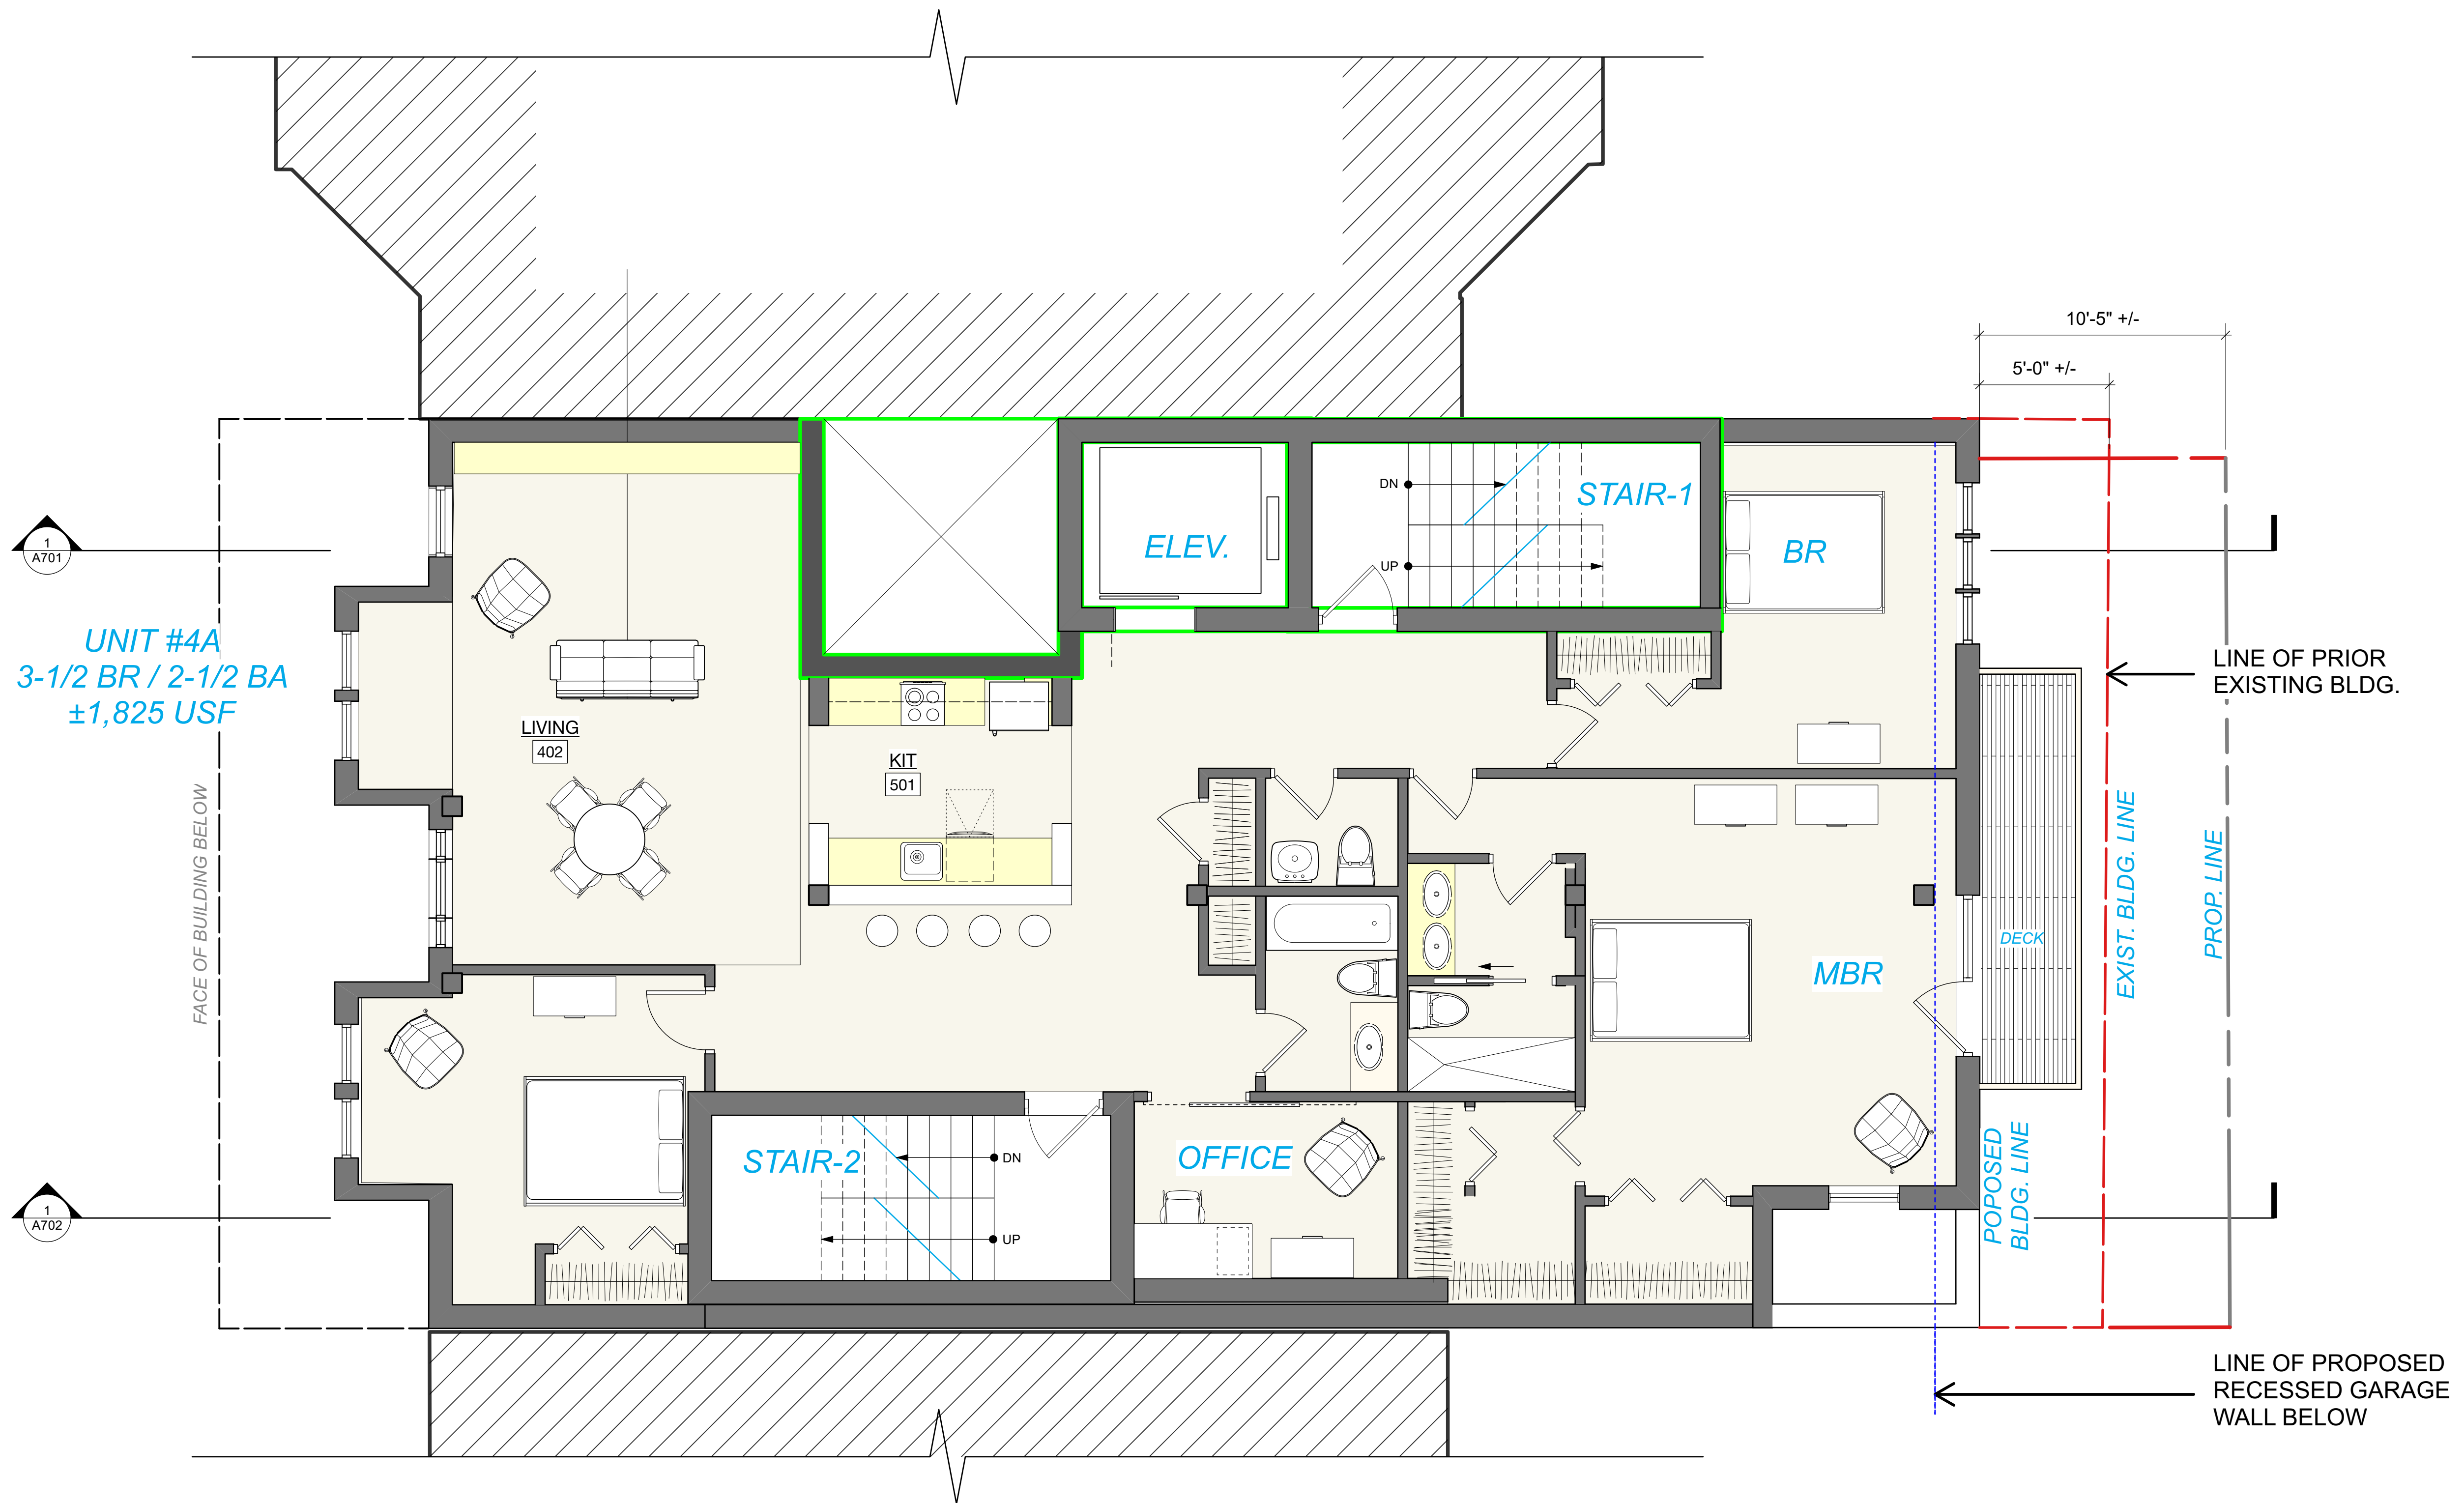 10'-5" +/-
5'-0" +/-
DN
STAIR-1
ELEV.
UP
BR
1
A701
UNIT #4A
3-1/2 BR / 2-1/2 BA
±1,825 USF
LIVING
402
KIT
501
LINE OF PRIOR
EXISTING BLDG.
FACE OF BUILDING BELOW
EXIST. BLDG. LINE
PROP. LINE
DECK
MBR
STAIR-2
DN
UP
OFFICE
POPOSED
BLDG. LINE
1
A702
LINE OF PROPOSED
RECESSED GARAGE
WALL BELOW